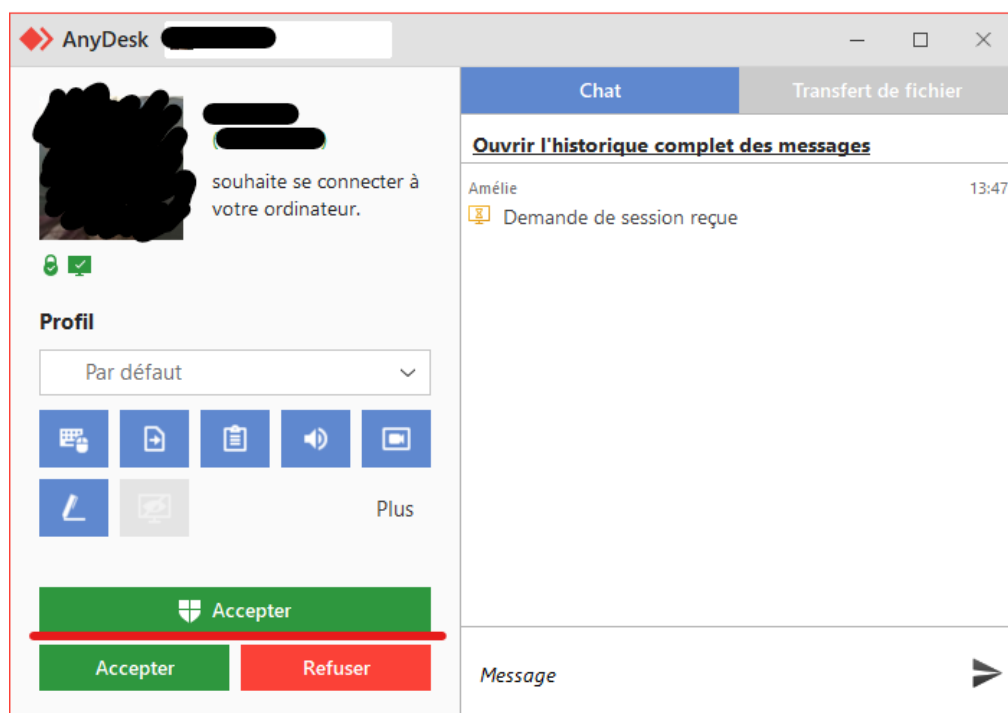 AnyDesk
souhaite se connecter à
votre ordinateur.
Profil
Par défaut
Plus
Accepter
Accepter
Refuser
Chat
Transfert de fichier
Ouvrir l'historique complet des messages
Amélie
13:47
Demande de session reçue
Message